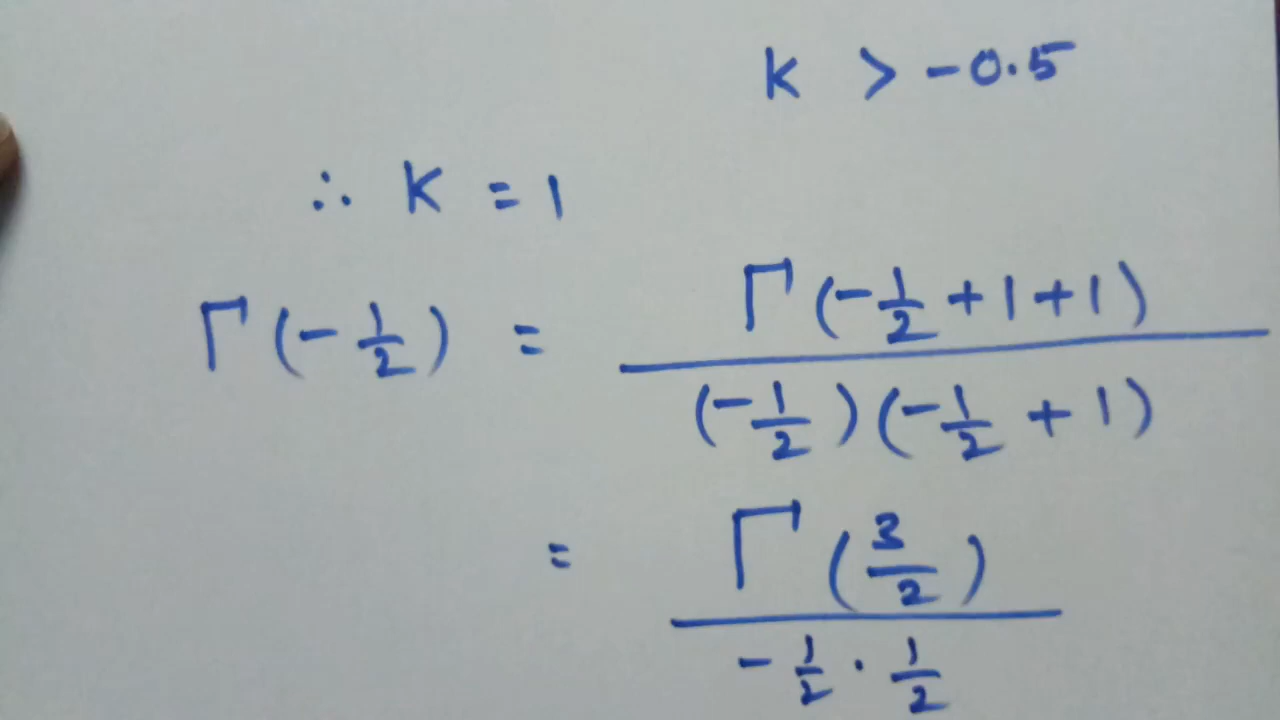 K > -0.5
∴ K = 1
Γ(-1/2) = Γ(-1/2 + 1 + 1) / (-1/2)(-1/2 + 1)
= Γ(3/2) / -1/2 · 1/2